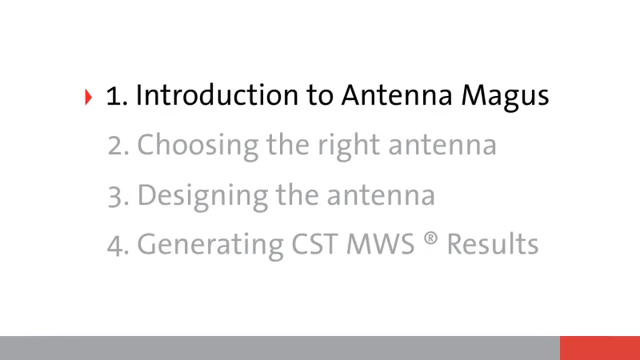 1. Introduction to Antenna Magus
2. Choosing the right antenna
3. Designing the antenna
4. Generating CST MWS ® Results